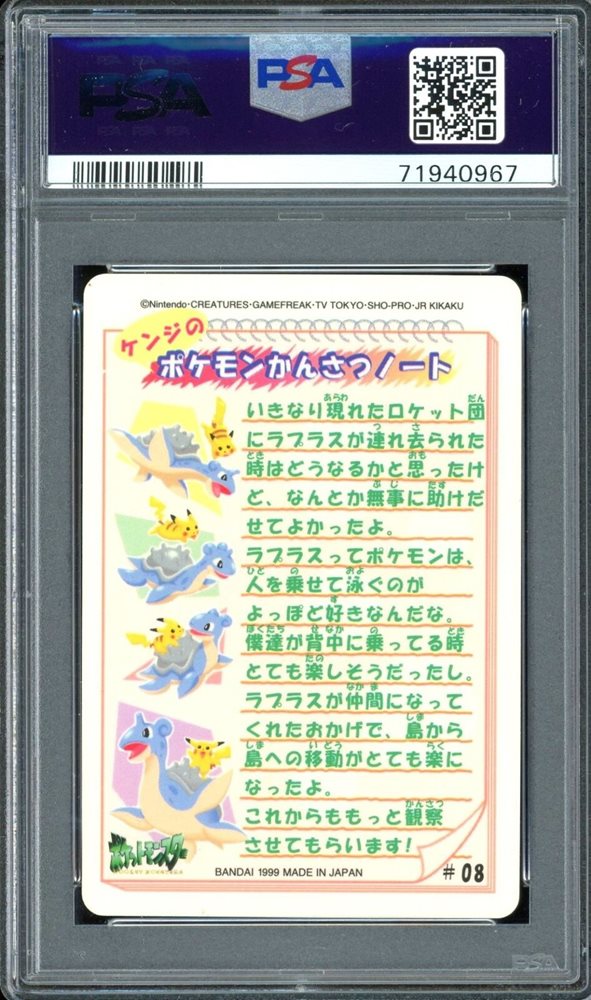 PSA
PSA
71940967
©Nintendo·CREATURES·GAMEFREAK·TV TOKYO·SHO-PRO·JR KIKAKU
ケンジの
ポケモンかんさつノート
いきなり現れたロケット団
にラプラスが連れ去られた
時はどうなるかと思ったけ
ど、なんとか無事に助けだ
せてよかったよ。
ラプラスってポケモンは、
人を乗せて泳ぐのが
よっぽど好きなんだな。
僕達が背中に乗ってる時
とても楽しそうだったし。
ラプラスが仲間になって
くれたおかげで、島から
島への移動がとても楽に
なったよ。
これからももっと観察
させてもらいます!
ポケットモンスター
BANDAI 1999 MADE IN JAPAN
#08
PSA